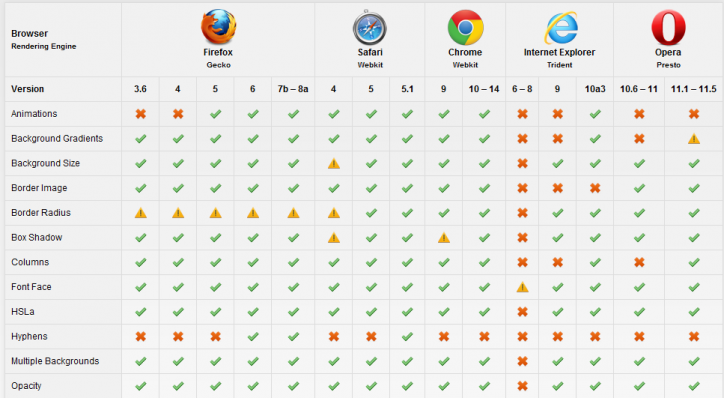 Browser
Rendering Engine
Firefox
Gecko
Safari
Webkit
Chrome
Webkit
Internet Explorer
Trident
Opera
Presto
Version 3.6 4 5 6 7b – 8a 4 5 5.1 9 10 – 14 6 – 8 9 10a3 10.6 – 11 11.1 – 11.5
Animations
Background Gradients
Background Size
Border Image
Border Radius
Box Shadow
Columns
Font Face
HSLa
Hyphens
Multiple Backgrounds
Opacity